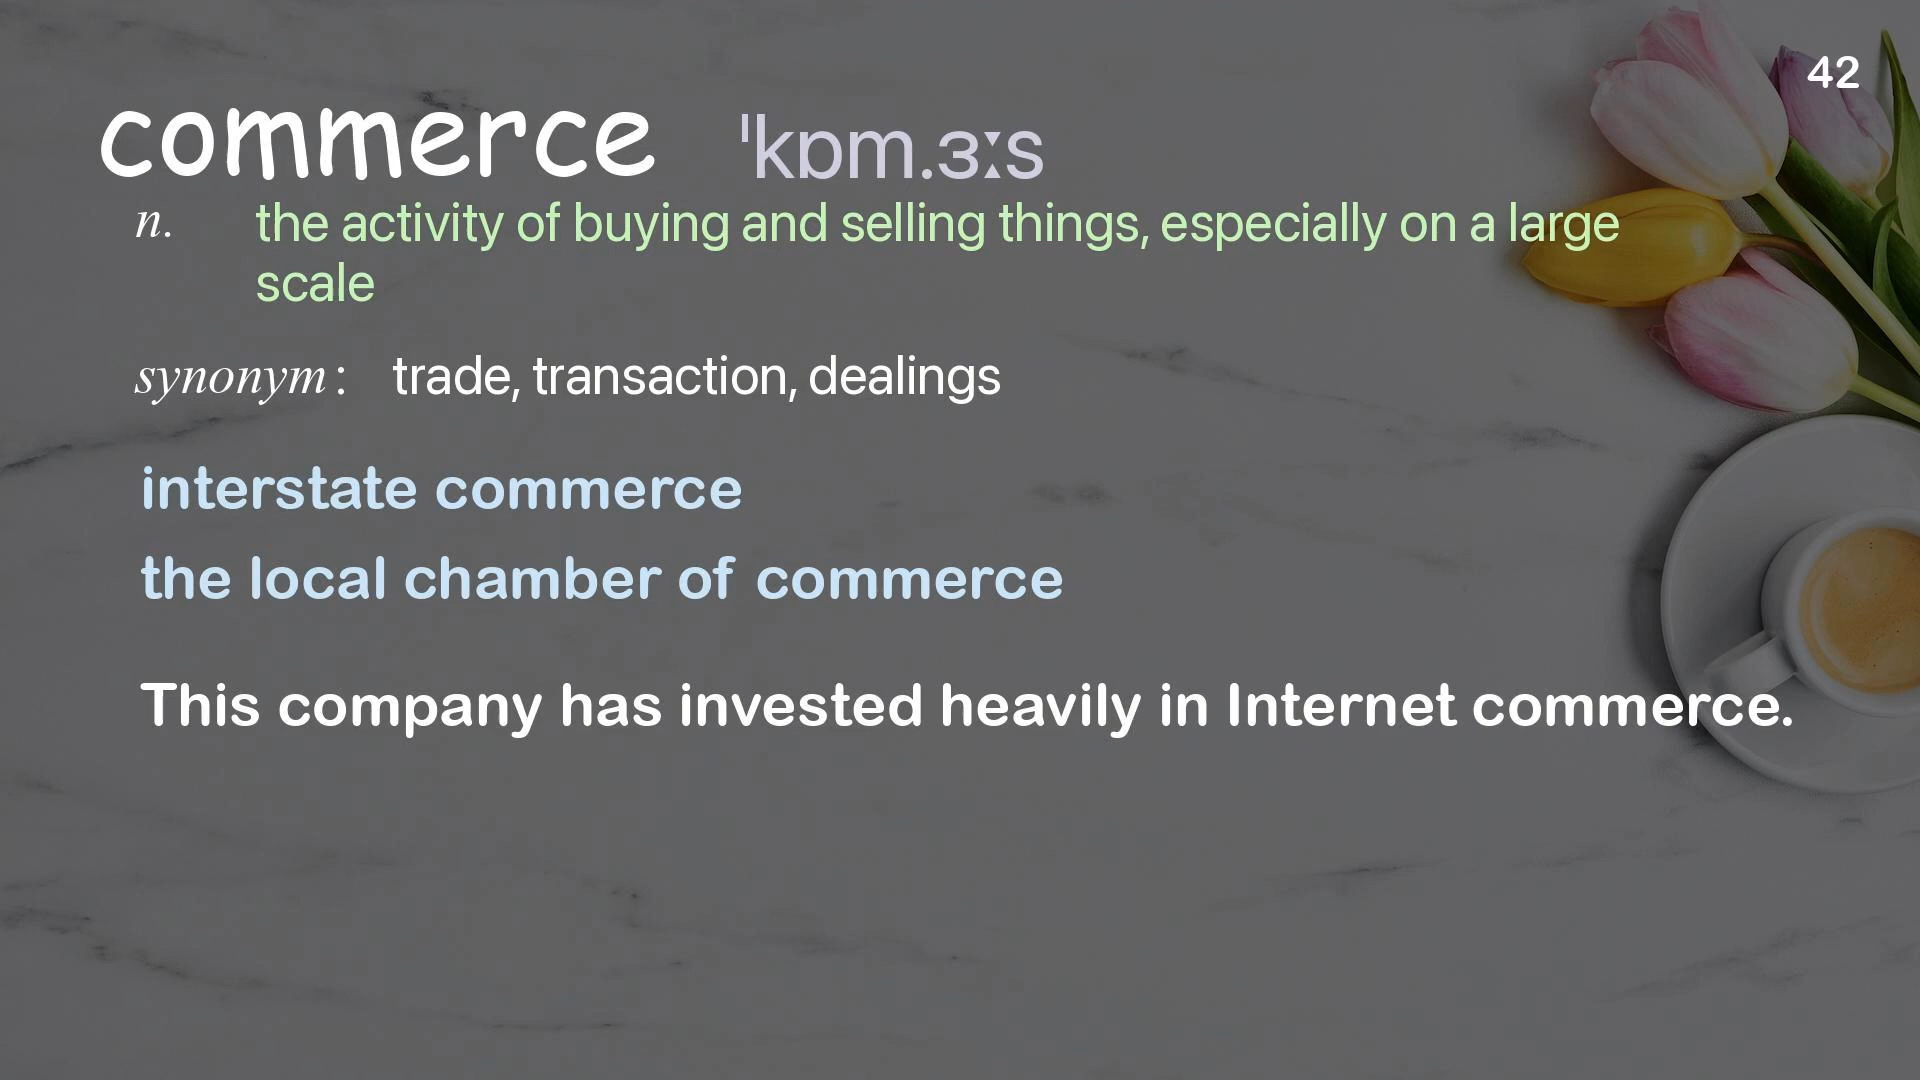 42
commerce ˈkɒm.ɜːs
n. the activity of buying and selling things, especially on a large
scale
synonym: trade, transaction, dealings
interstate commerce
the local chamber of commerce
This company has invested heavily in Internet commerce.